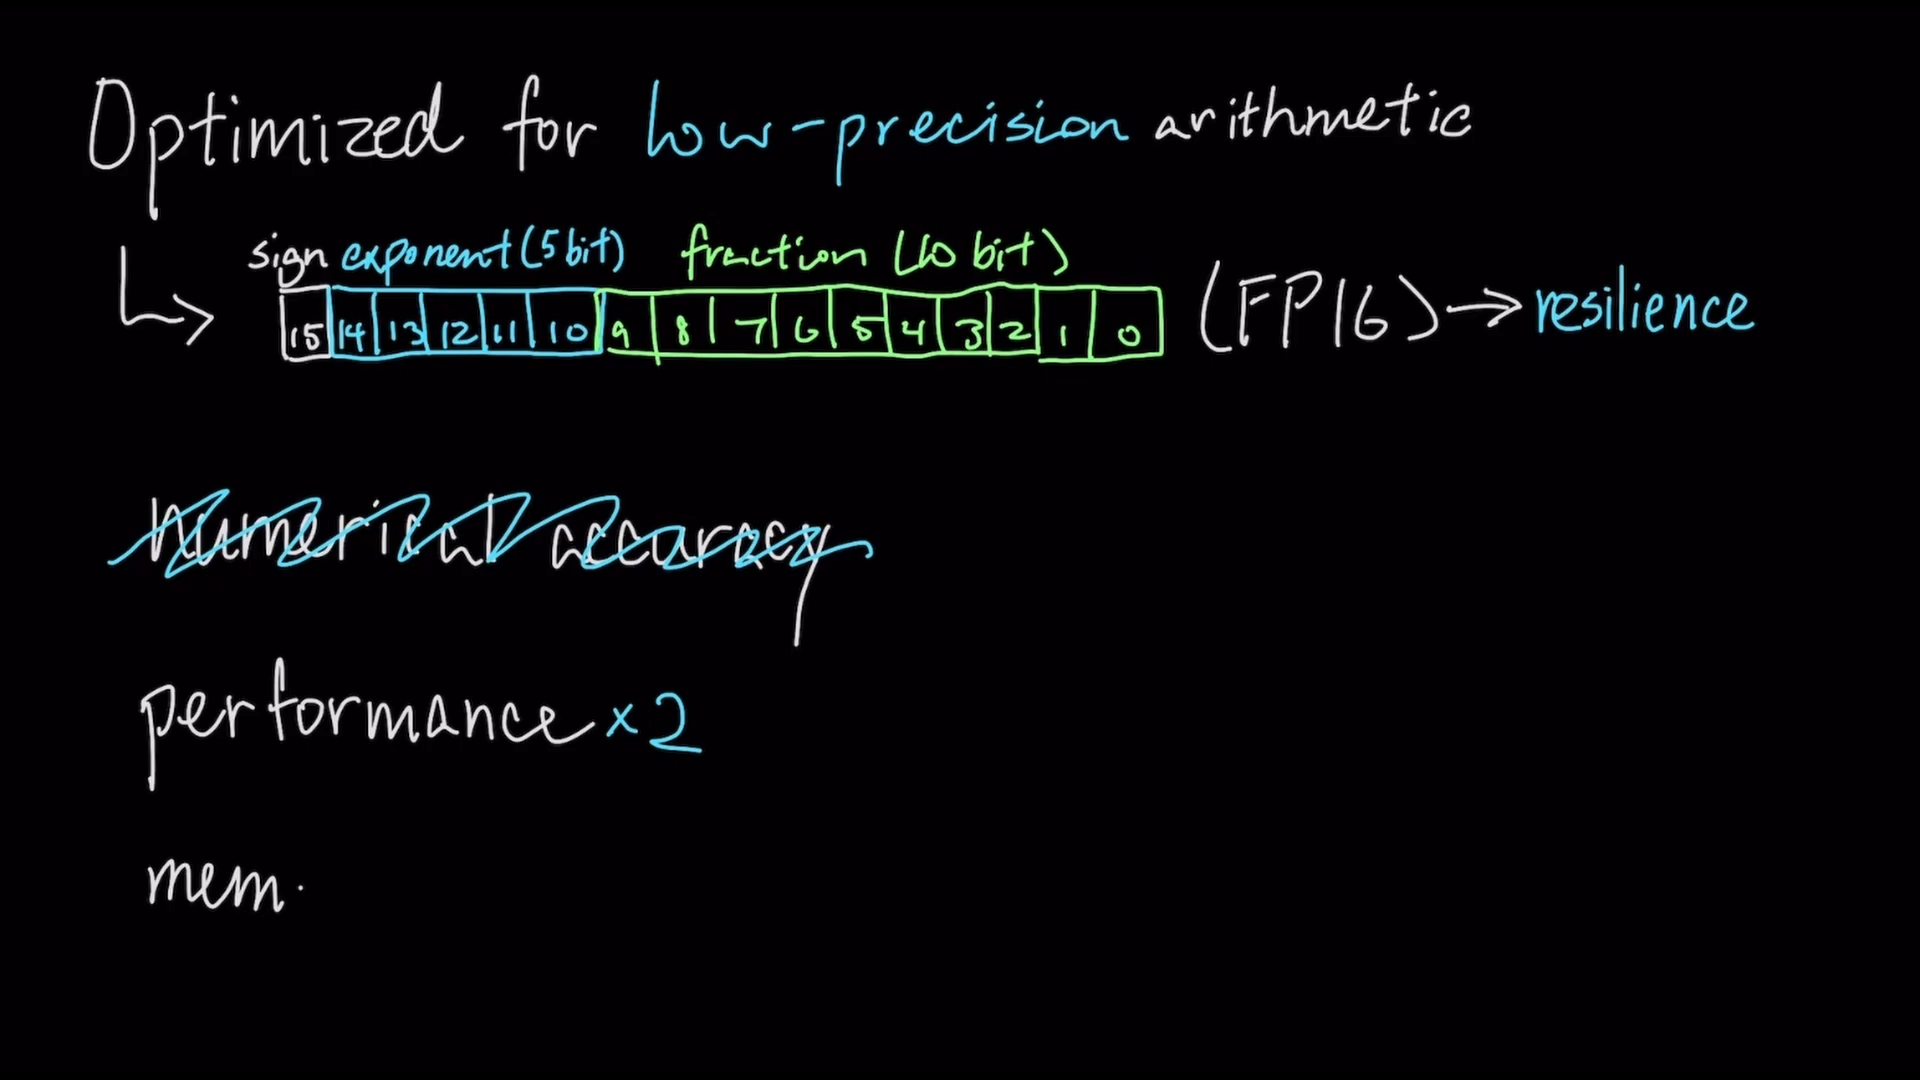 Optimized for low-precision arithmetic
sign exponent (5 bit) fraction (10 bit)
15 14 13 12 11 10 9 8 7 6 5 4 3 2 1 0 (FP16) → resilience
numerical accuracy
performance ×2
mem.